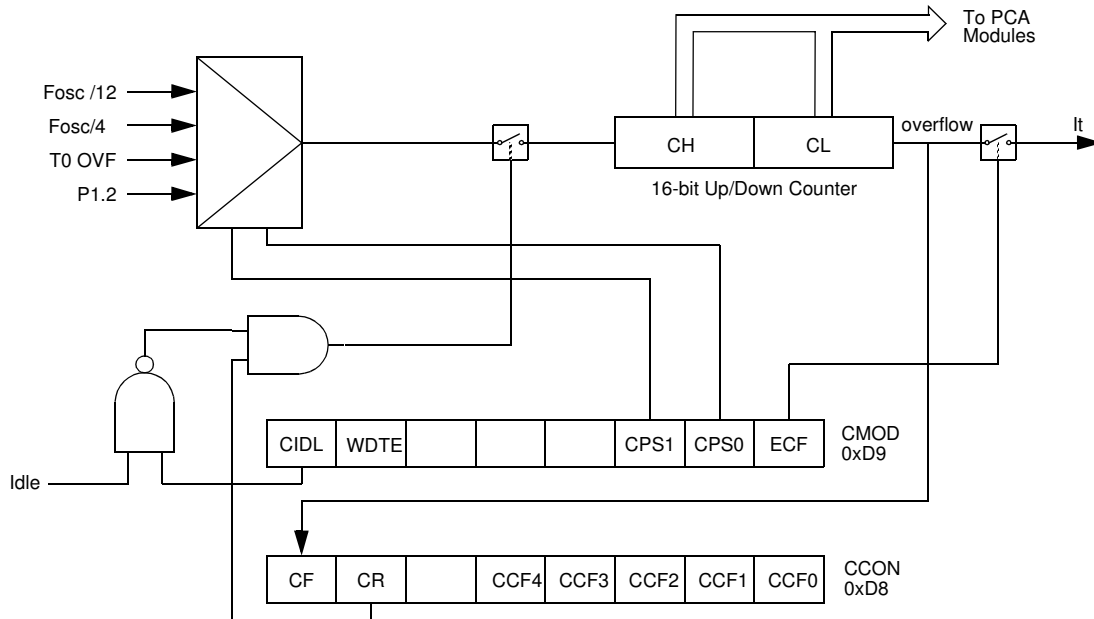 To PCA
Modules
Fosc /12
Fosc/4
T0 OVF
P1.2
CH
CL
overflow
It
16-bit Up/Down Counter
Idle
CIDL
WDTE
CPS1
CPS0
ECF
CMOD
0xD9
CF
CR
CCF4
CCF3
CCF2
CCF1
CCF0
CCON
0xD8